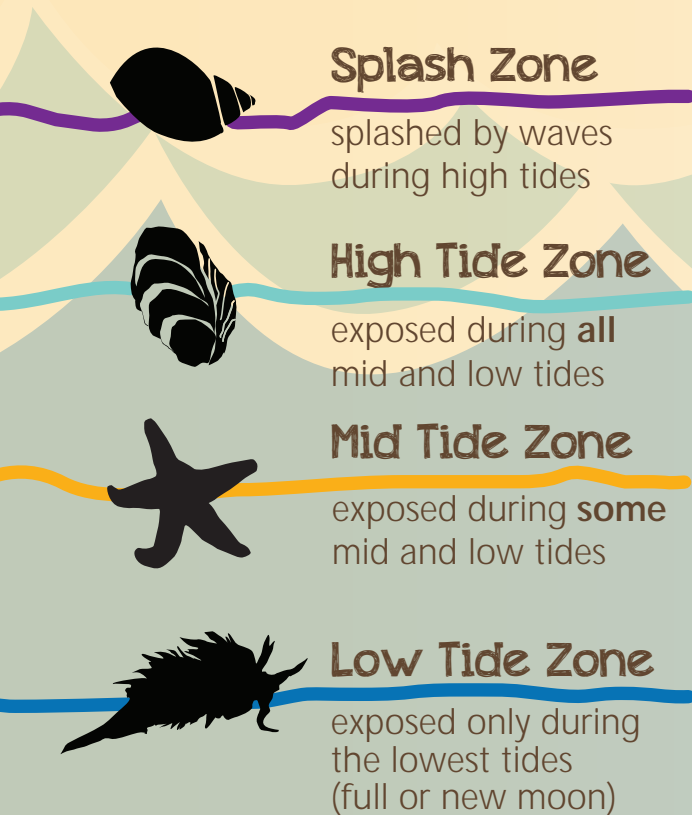 Splash Zone
splashed by waves
during high tides
High Tide Zone
exposed during all
mid and low tides
Mid Tide Zone
exposed during some
mid and low tides
Low Tide Zone
exposed only during
the lowest tides
(full or new moon)